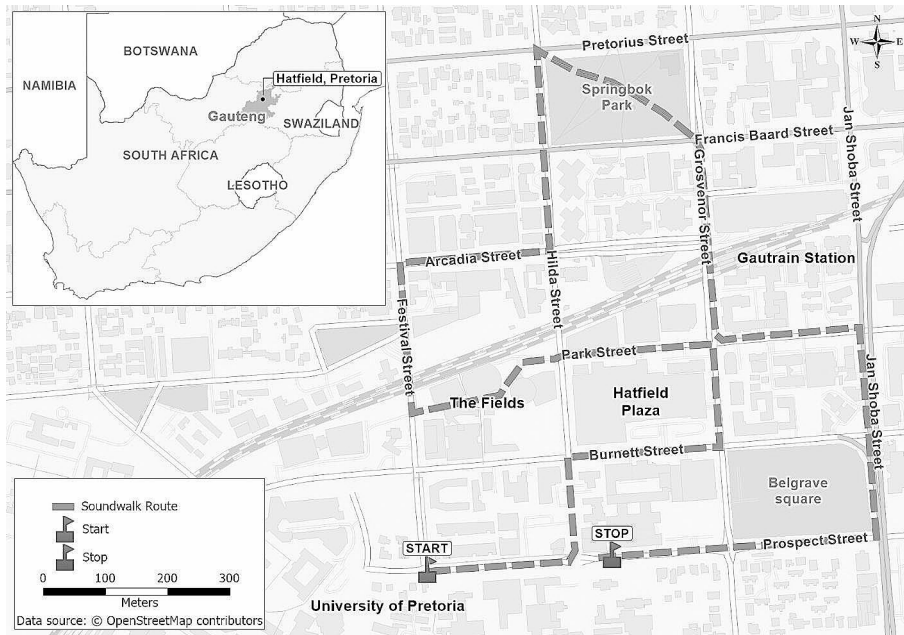 BOTSWANA
NAMIBIA
Hatfield, Pretoria
Gauteng
SWAZILAND
SOUTH AFRICA
LESOTHO
Pretorius Street
N
W E
S
Springbok
Park
Francis Baard Street
Jan Shoba Street
Grosvenor Street
Arcadia Street
Hilda Street
Gautrain Station
Festival Street
Park Street
The Fields
Hatfield
Plaza
Jan Shoba Street
Burnett Street
Belgrave
square
START
STOP
Prospect Street
University of Pretoria
Soundwalk Route
Start
Stop
0 100 200 300
Meters
Data source: © OpenStreetMap contributors